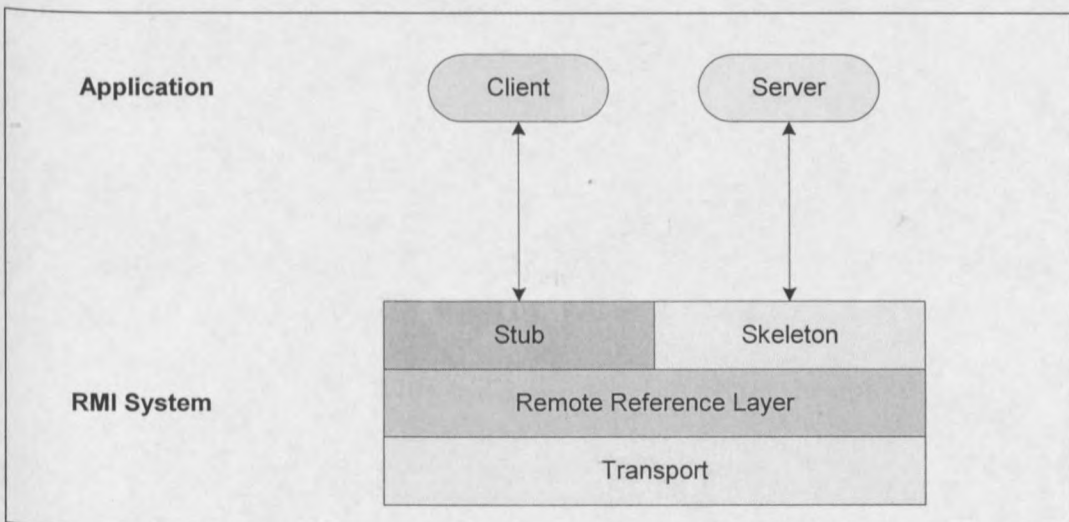 Application
Client
Server
Stub
Skeleton
RMI System
Remote Reference Layer
Transport